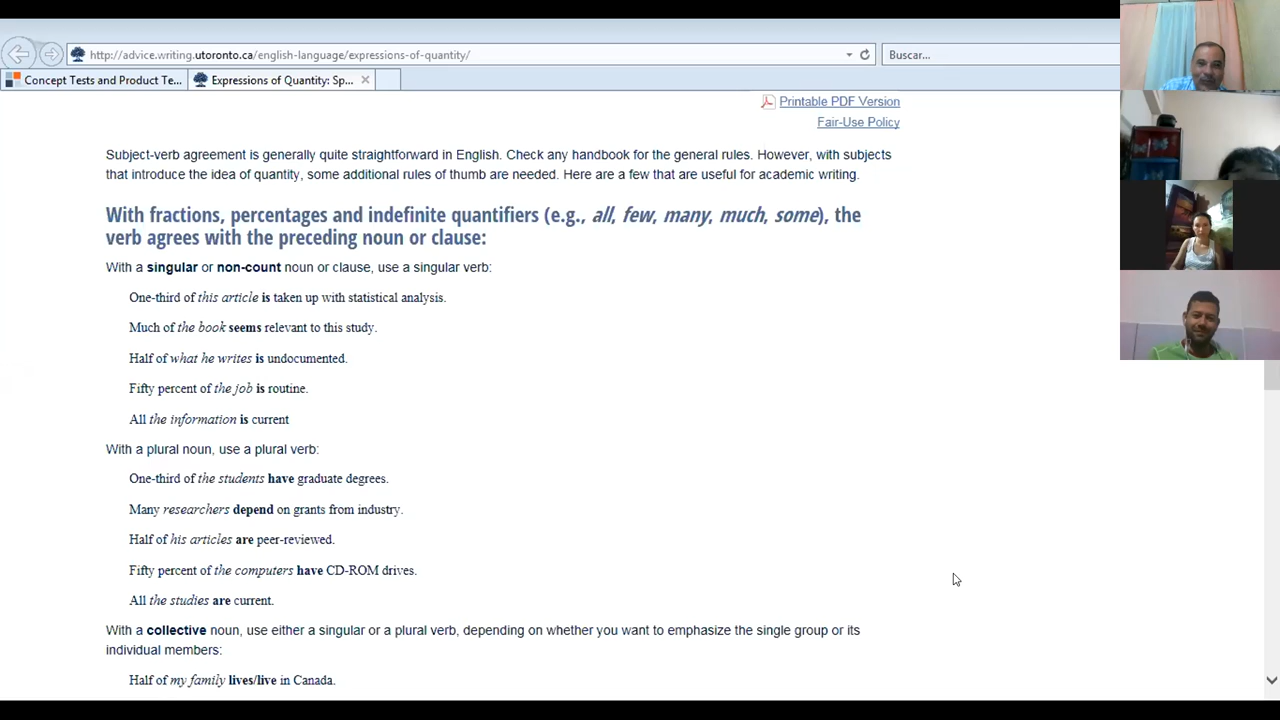 http://advice.writing.utoronto.ca/english-language/expressions-of-quantity/
Buscar...
Concept Tests and Product Te...
Expressions of Quantity: Sp...
Printable PDF Version
Fair-Use Policy
Subject-verb agreement is generally quite straightforward in English. Check any handbook for the general rules. However, with subjects
that introduce the idea of quantity, some additional rules of thumb are needed. Here are a few that are useful for academic writing.
With fractions, percentages and indefinite quantifiers (e.g., all, few, many, much, some), the
verb agrees with the preceding noun or clause:
With a singular or non-count noun or clause, use a singular verb:
One-third of this article is taken up with statistical analysis.
Much of the book seems relevant to this study.
Half of what he writes is undocumented.
Fifty percent of the job is routine.
All the information is current
With a plural noun, use a plural verb:
One-third of the students have graduate degrees.
Many researchers depend on grants from industry.
Half of his articles are peer-reviewed.
Fifty percent of the computers have CD-ROM drives.
All the studies are current.
With a collective noun, use either a singular or a plural verb, depending on whether you want to emphasize the single group or its
individual members:
Half of my family lives/live in Canada.